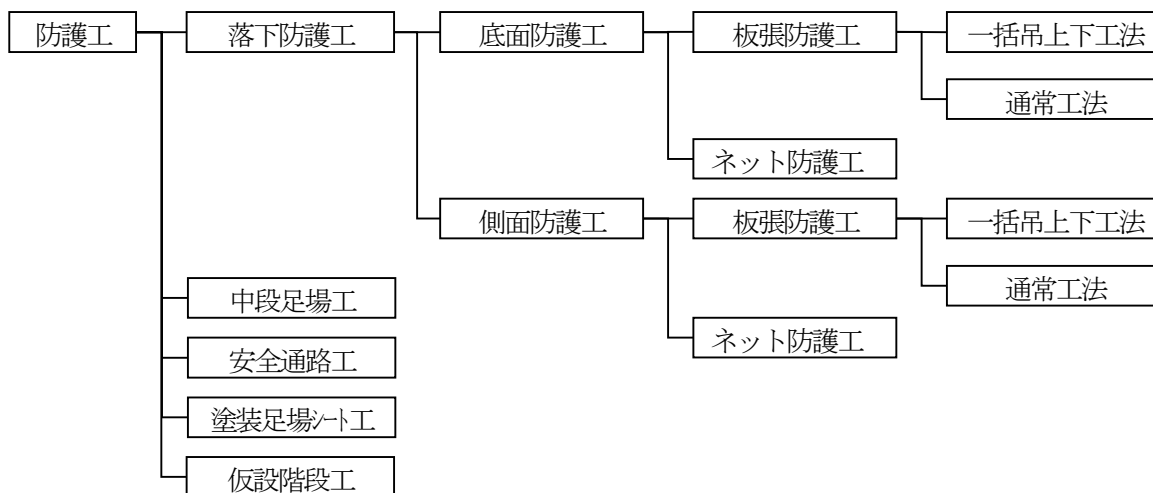 防護工
落下防護工
底面防護工
板張防護工
一括吊上下工法
通常工法
ネット防護工
側面防護工
板張防護工
一括吊上下工法
通常工法
ネット防護工
中段足場工
安全通路工
塗装足場ｼｰﾄ工
仮設階段工